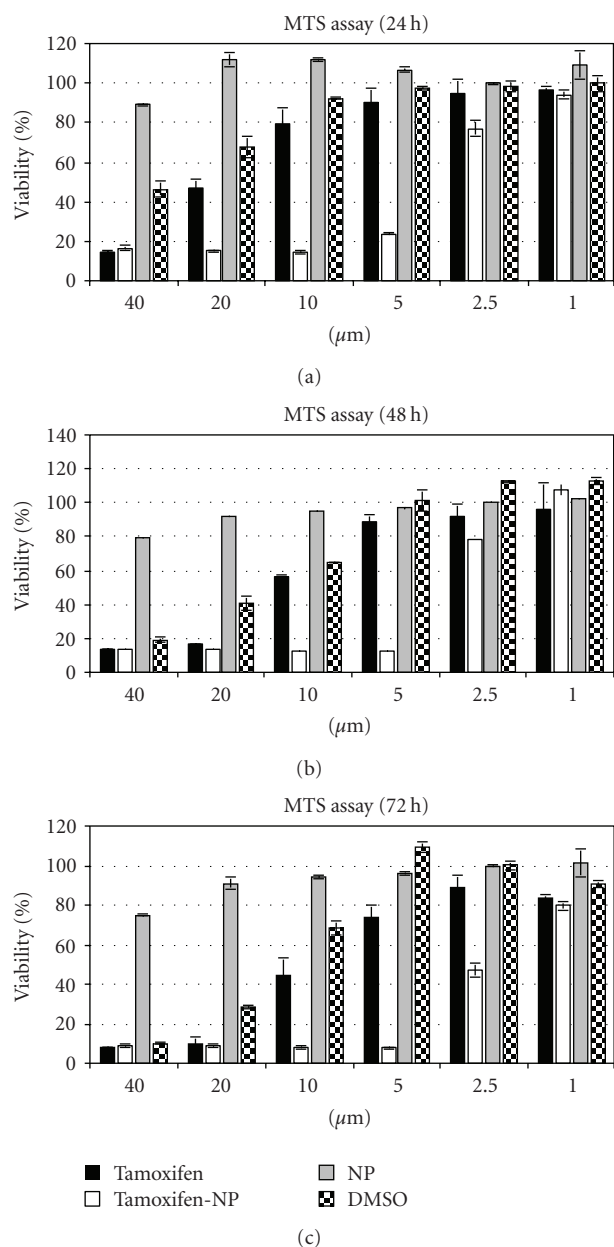 MTS assay (24 h)
120
100
80
60
40
20
0
Viability (%)
40 20 10 5 2.5 1
(µm)
(a)
MTS assay (48 h)
140
120
100
80
60
40
20
0
Viability (%)
40 20 10 5 2.5 1
(µm)
(b)
MTS assay (72 h)
120
100
80
60
40
20
0
Viability (%)
40 20 10 5 2.5 1
(µm)
Tamoxifen NP
Tamoxifen-NP DMSO
(c)